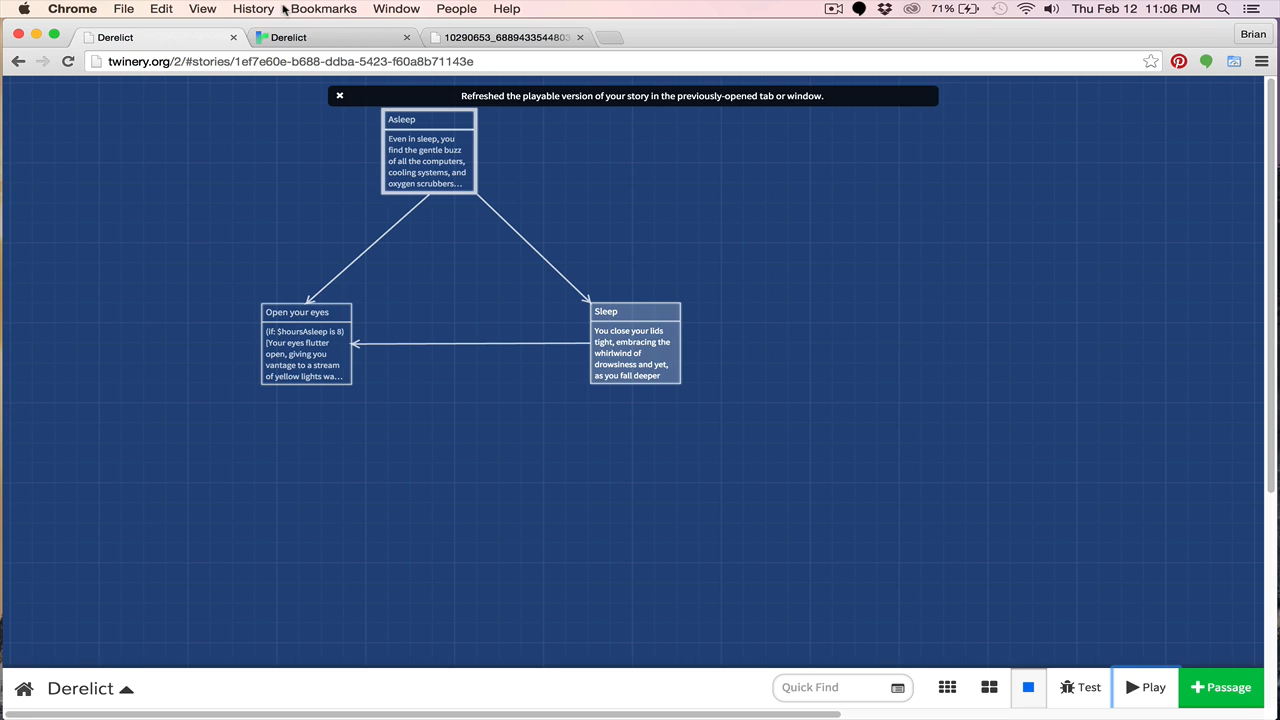 Chrome File Edit View History Bookmarks Window People Help 71% Thu Feb 12 11:06 PM
Derelict Derelict 10290653_6889433544803 Brian
twinery.org/2/#stories/1ef7e60e-b688-ddba-5423-f60a8b71143e
Refreshed the playable version of your story in the previously-opened tab or window.
Asleep
Even in sleep, you
find the gentle buzz
of all the computers,
cooling systems, and
oxygen scrubbers...
Open your eyes
(if: $hoursAsleep is 8)
[Your eyes flutter
open, giving you
vantage to a stream
of yellow lights wa...
Sleep
You close your lids
tight, embracing the
whirlwind of
drowsiness and yet,
as you fall deeper
Derelict Quick Find Test Play +Passage